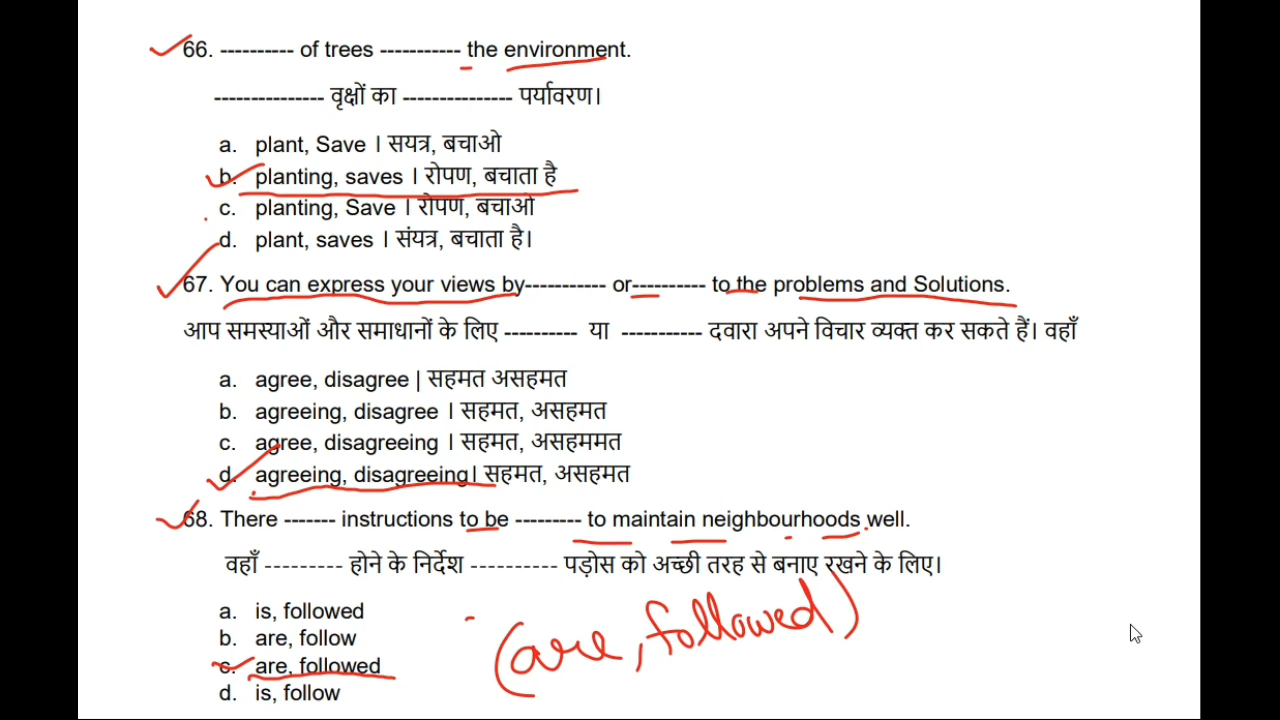 66. ---------- of trees ----------- the environment.
--------------- वृक्षों का --------------- पर्यावरण।
a. plant, Save । सयत्र, बचाओ
b. planting, saves । रोपण, बचाता है
c. planting, Save । रोपण, बचाओ
d. plant, saves । संयत्र, बचाता है।
67. You can express your views by----------- or---------- to the problems and Solutions.
आप समस्याओं और समाधानों के लिए ---------- या ----------- दवारा अपने विचार व्यक्त कर सकते हैं। वहाँ
a. agree, disagree | सहमत असहमत
b. agreeing, disagree । सहमत, असहमत
c. agree, disagreeing । सहमत, असहममत
d. agreeing, disagreeing। सहमत, असहमत
68. There ------- instructions to be --------- to maintain neighbourhoods well.
वहाँ --------- होने के निर्देश ---------- पड़ोस को अच्छी तरह से बनाए रखने के लिए।
a. is, followed
b. are, follow
c. are, followed
d. is, follow
(are, followed)